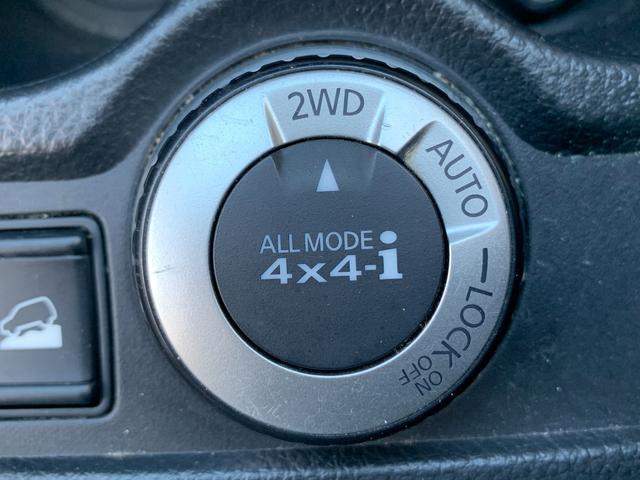 2WD
AUTO
LOCK
ON
OFF
ALL MODE
4x4-i